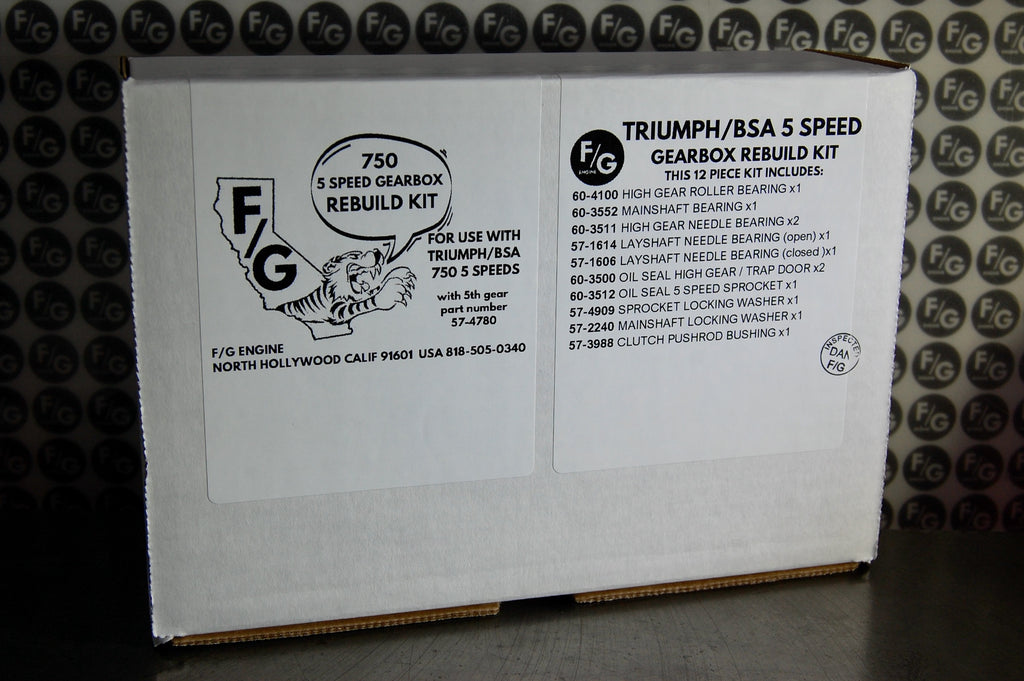 750
5 SPEED GEARBOX
REBUILD KIT
F/G
FOR USE WITH
TRIUMPH/BSA
750 5 SPEEDS
with 5th gear
part number
57-4780
F/G ENGINE
NORTH HOLLYWOOD CALIF 91601 USA 818-505-0340
F/G
ENGINE
TRIUMPH/BSA 5 SPEED
GEARBOX REBUILD KIT
THIS 12 PIECE KIT INCLUDES:
60-4100 HIGH GEAR ROLLER BEARING x1
60-3552 MAINSHAFT BEARING x1
60-3511 HIGH GEAR NEEDLE BEARING x2
57-1614 LAYSHAFT NEEDLE BEARING (open) x1
57-1606 LAYSHAFT NEEDLE BEARING (closed )x1
60-3500 OIL SEAL HIGH GEAR / TRAP DOOR x2
60-3512 OIL SEAL 5 SPEED SPROCKET x1
57-4909 SPROCKET LOCKING WASHER x1
57-2240 MAINSHAFT LOCKING WASHER x1
57-3988 CLUTCH PUSHROD BUSHING x1
INSPECTED
DAN
F/G